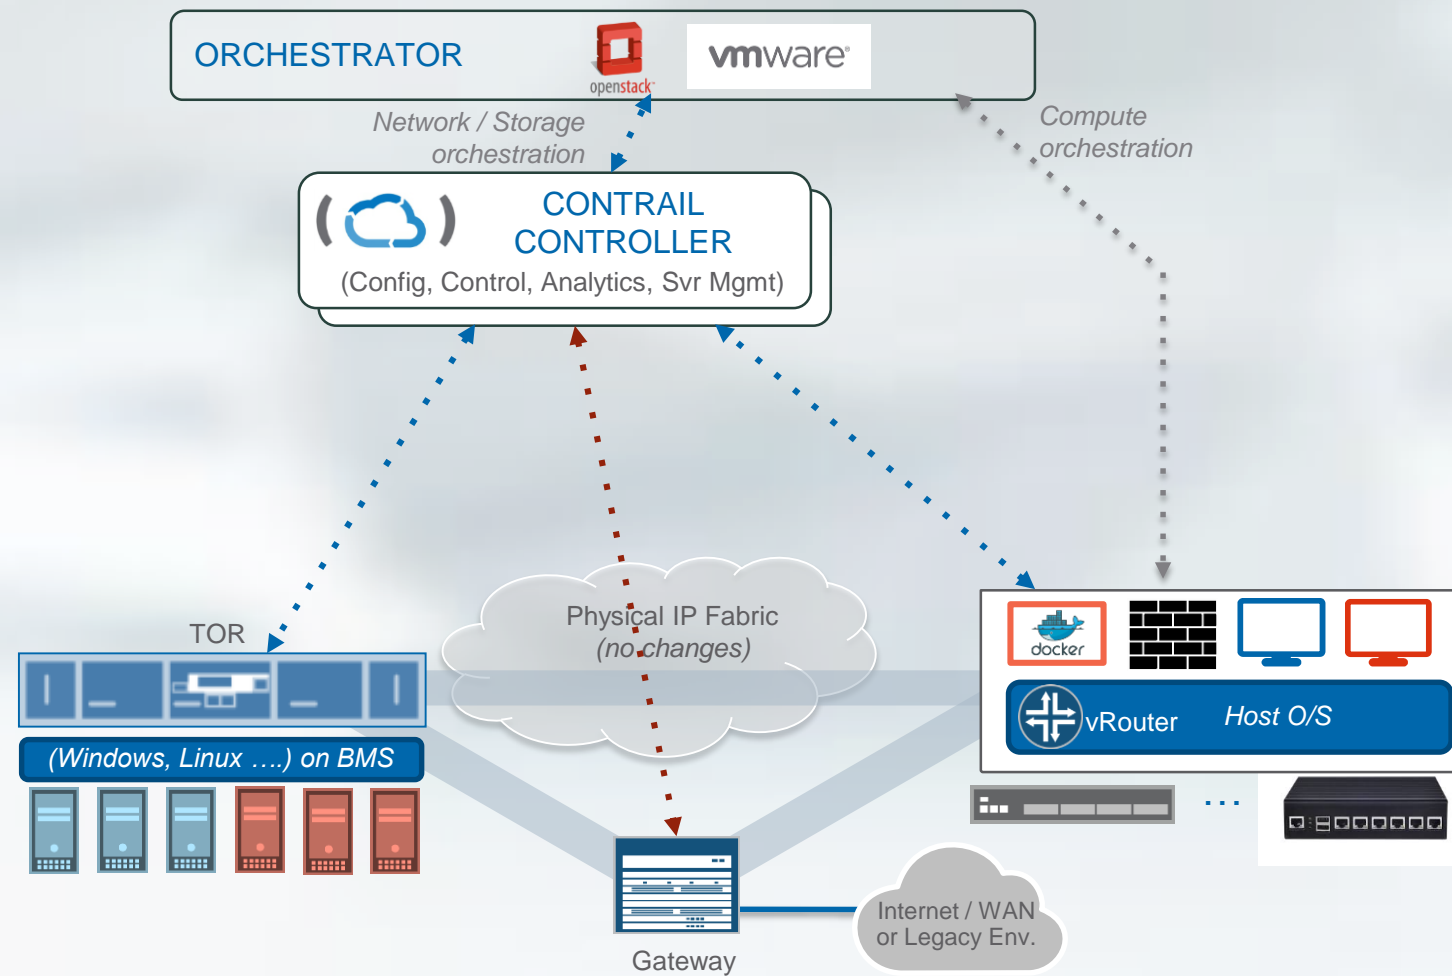 ORCHESTRATOR
openstack
vmware
Network / Storage
orchestration
Compute
orchestration
CONTRAIL
CONTROLLER
(Config, Control, Analytics, Svr Mgmt)
Physical IP Fabric
(no changes)
TOR
(Windows, Linux ....) on BMS
docker
vRouter
Host O/S
...
Internet / WAN
or Legacy Env.
Gateway